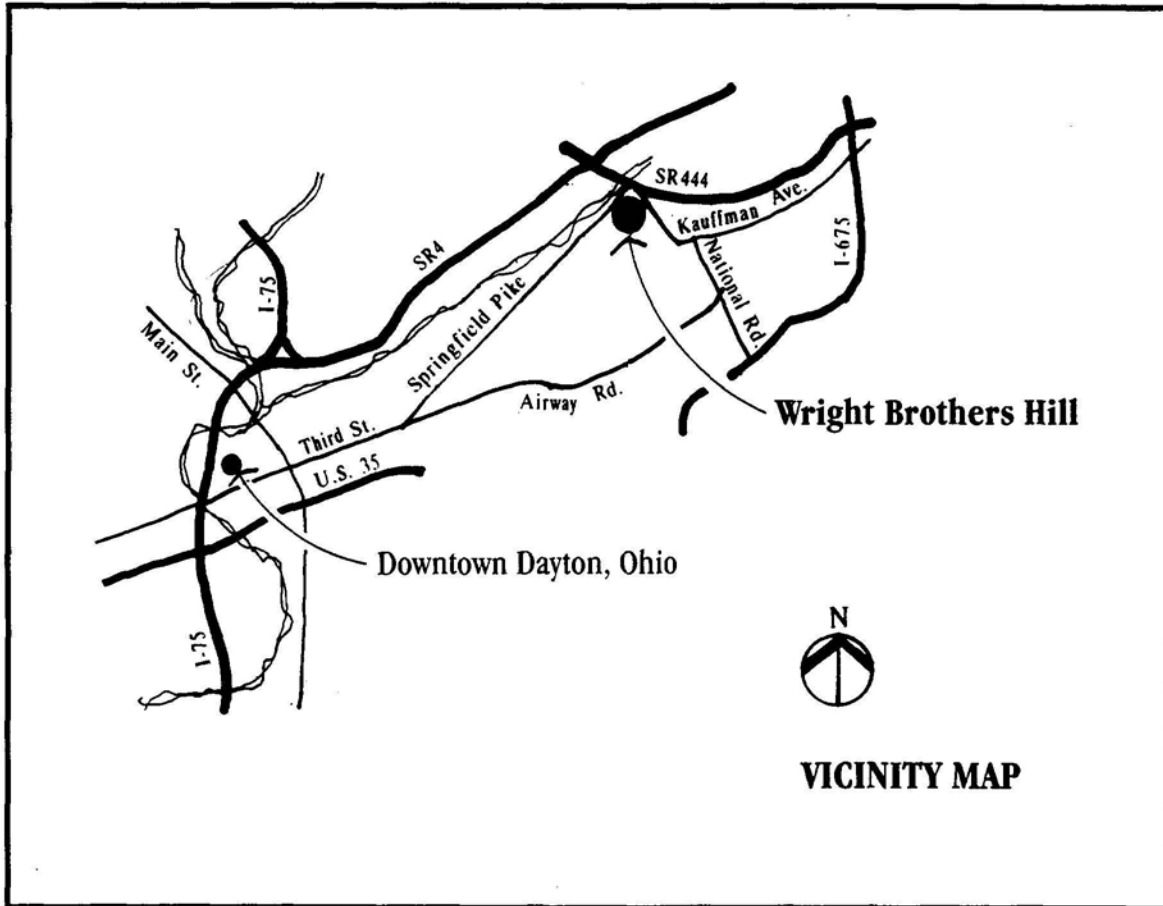 SR444
Kauffman Ave.
I-675
National Rd.
SR4
I-75
Springfield Pike
Main St.
Airway Rd.
Wright Brothers Hill
Third St.
U.S. 35
Downtown Dayton, Ohio
I-75
N
VICINITY MAP